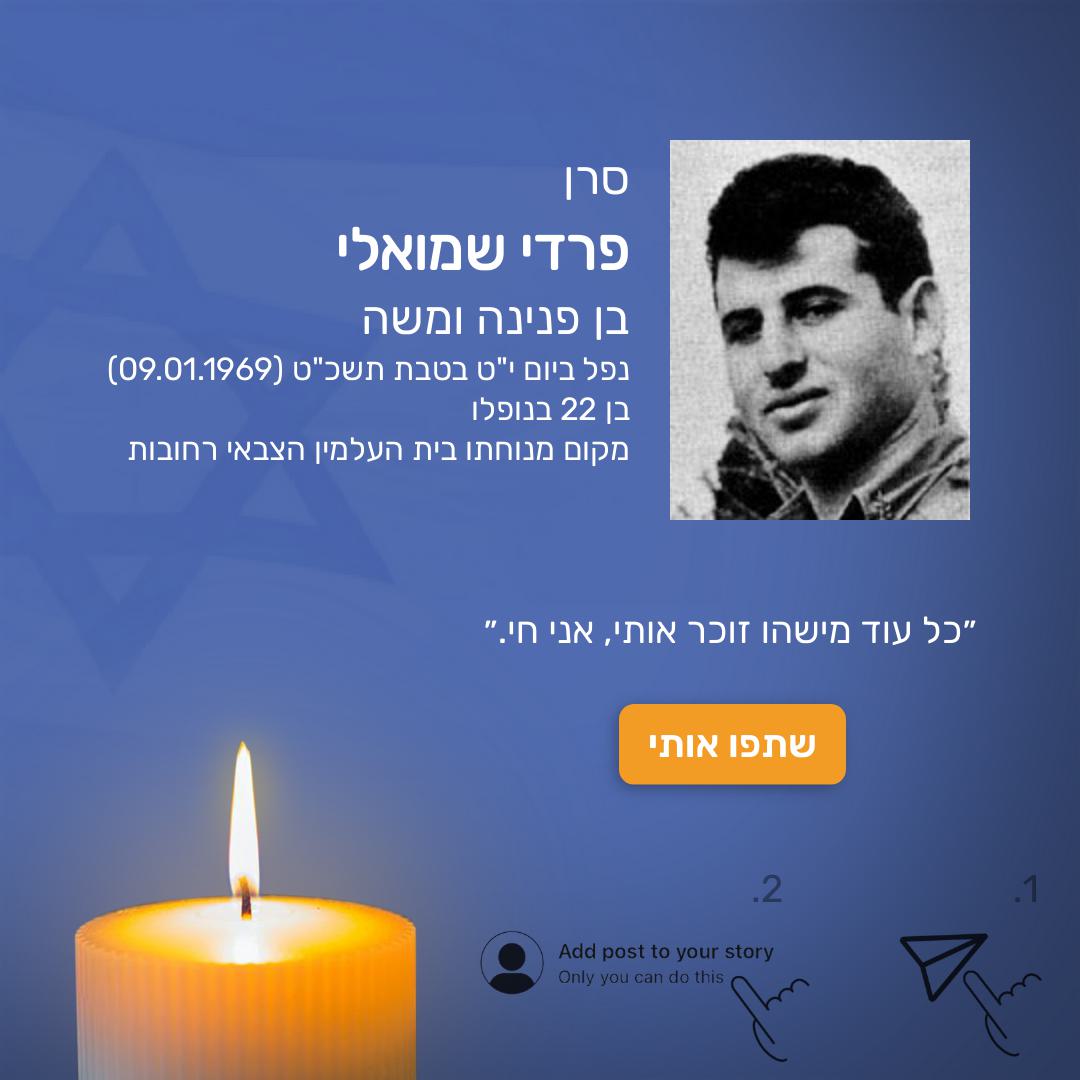 סרן
פרדי שמואלי
בן פנינה ומשה
נפל ביום י"ט בטבת תשכ"ט (09.01.1969)
בן 22 בנופלו
מקום מנוחתו בית העלמין הצבאי רחובות
״כל עוד מישהו זוכר אותי, אני חי.״
שתפו אותי
1.
2.
Add post to your story
Only you can do this